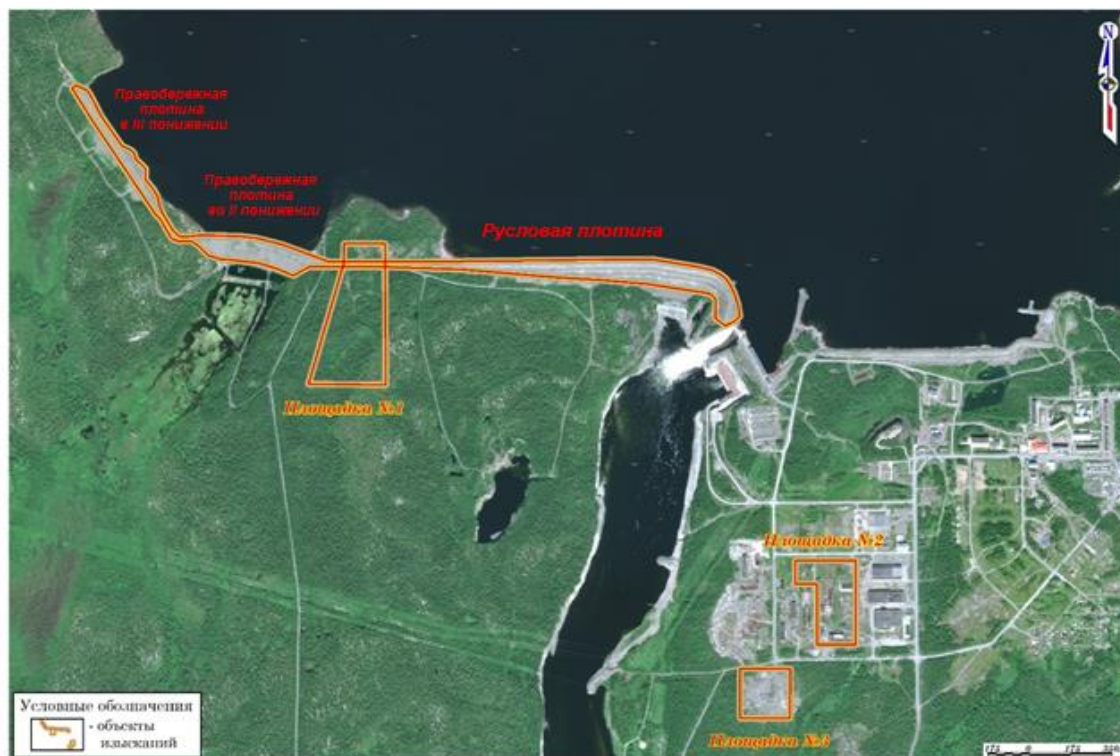 N
Правобережная
плотина
в III понижении
Правобережная
плотина
во II понижении
Русловая плотина
Площадка №1
Площадка №2
Площадка №3
Условные обозначения
- объекты
изысканий